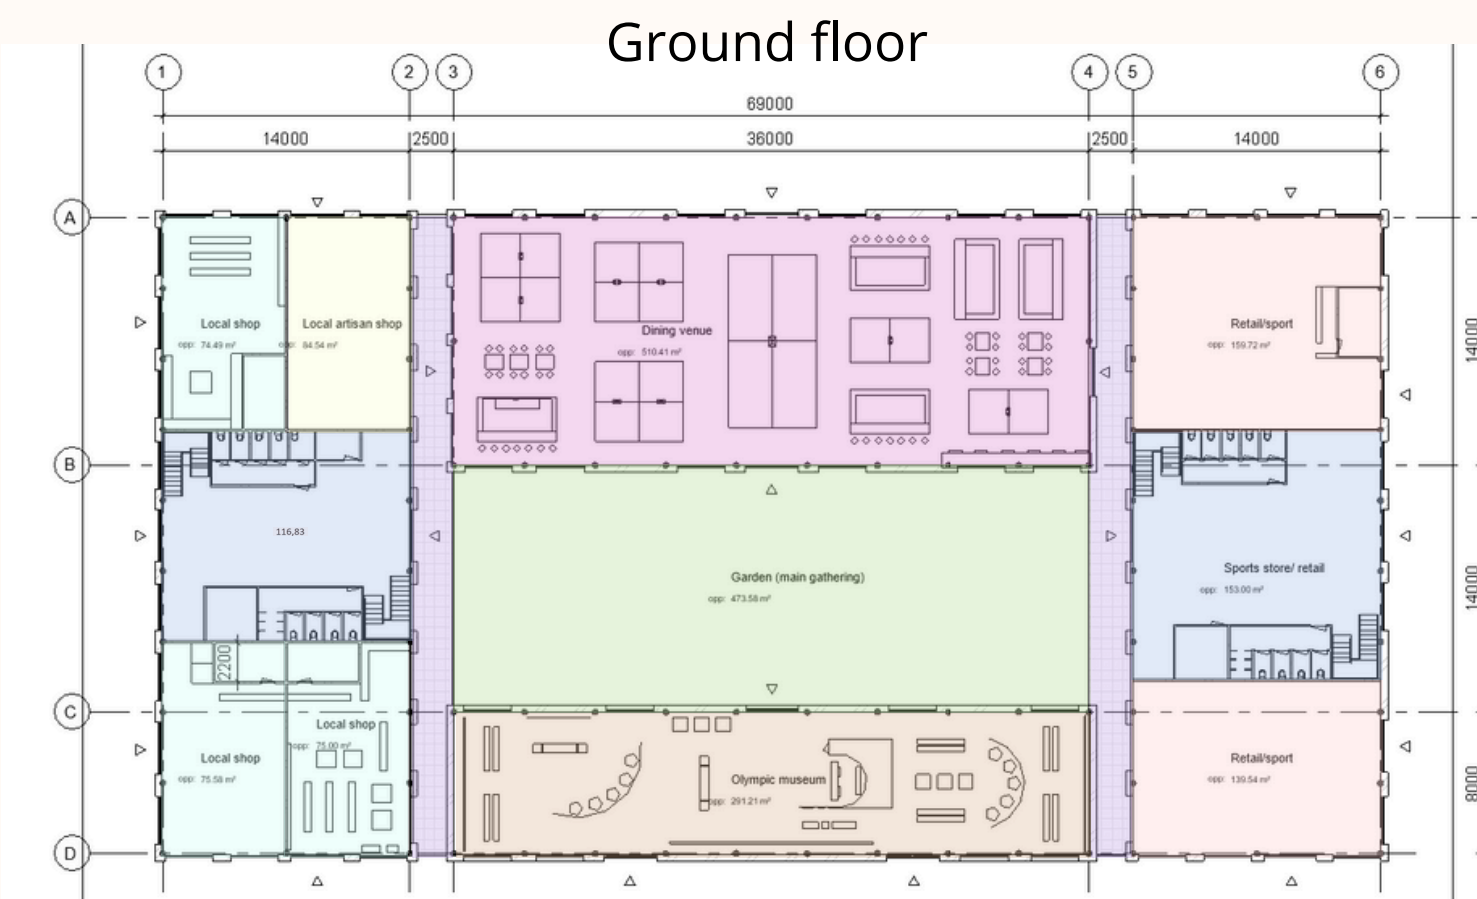 Ground floor
1 2 3 4 5 6
69000
14000 2500 36000 2500 14000
A
B
C
D
14000
14000
8000
Local shop
opp: 74.49 m²
Local artisan shop
opp: 84.54 m²
Dining venue
opp: 510.41 m²
Retail/sport
opp: 159.72 m²
116,83
Garden (main gathering)
opp: 473.58 m²
Sports store/ retail
opp: 153.00 m²
2200
Local shop
opp: 75.58 m²
Local shop
opp: 75.00 m²
Olympic museum
opp: 291.21 m²
Retail/sport
opp: 139.54 m²